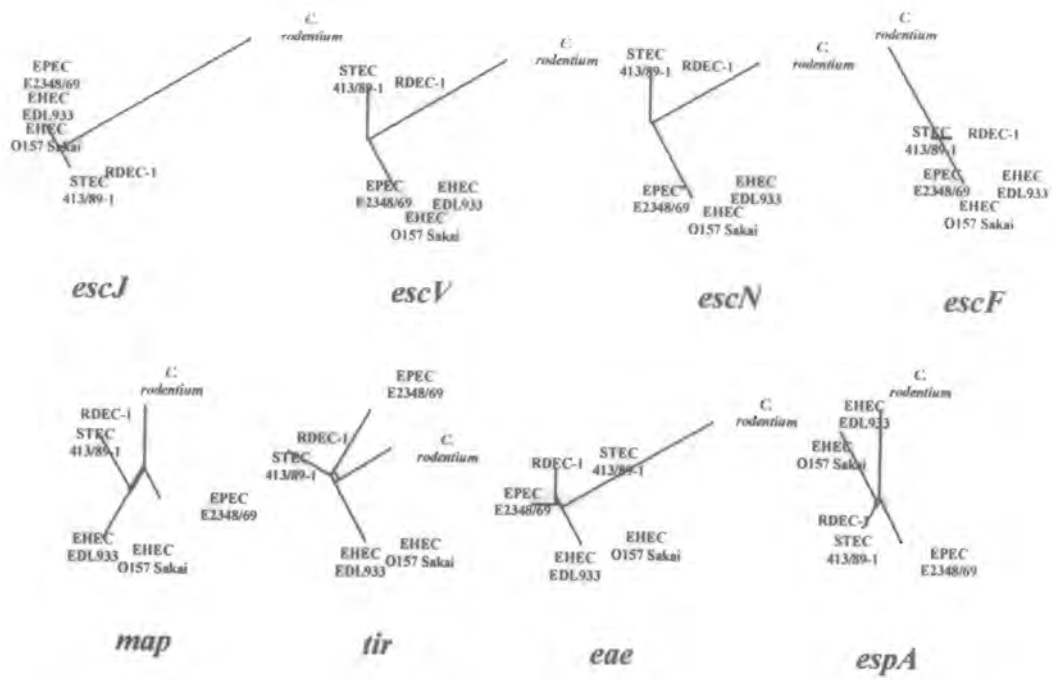 C.
rodentium
EPEC
E2348/69
EHEC
EDL933
EHEC
O157 Sakai
RDEC-1
STEC
413/89-1
escJ
C.
rodentium
STEC
413/89-1
RDEC-1
EPEC
E2348/69
EHEC
EDL933
EHEC
O157 Sakai
escV
C.
rodentium
STEC
413/89-1
RDEC-1
EPEC
E2348/69
EHEC
EDL933
EHEC
O157 Sakai
escN
C.
rodentium
STEC
413/89-1
RDEC-1
EPEC
E2348/69
EHEC
EDL933
EHEC
O157 Sakai
escF
C.
rodentium
RDEC-1
STEC
413/89-1
EPEC
E2348/69
EHEC
EDL933
EHEC
O157 Sakai
map
EPEC
E2348/69
RDEC-1
STEC
413/89-1
C.
rodentium
EHEC
EDL933
EHEC
O157 Sakai
tir
C.
rodentium
RDEC-1
STEC
413/89-1
EPEC
E2348/69
EHEC
EDL933
EHEC
O157 Sakai
eae
C.
rodentium
EHEC
EDL933
EHEC
O157 Sakai
RDEC-1
STEC
413/89-1
EPEC
E2348/69
espA